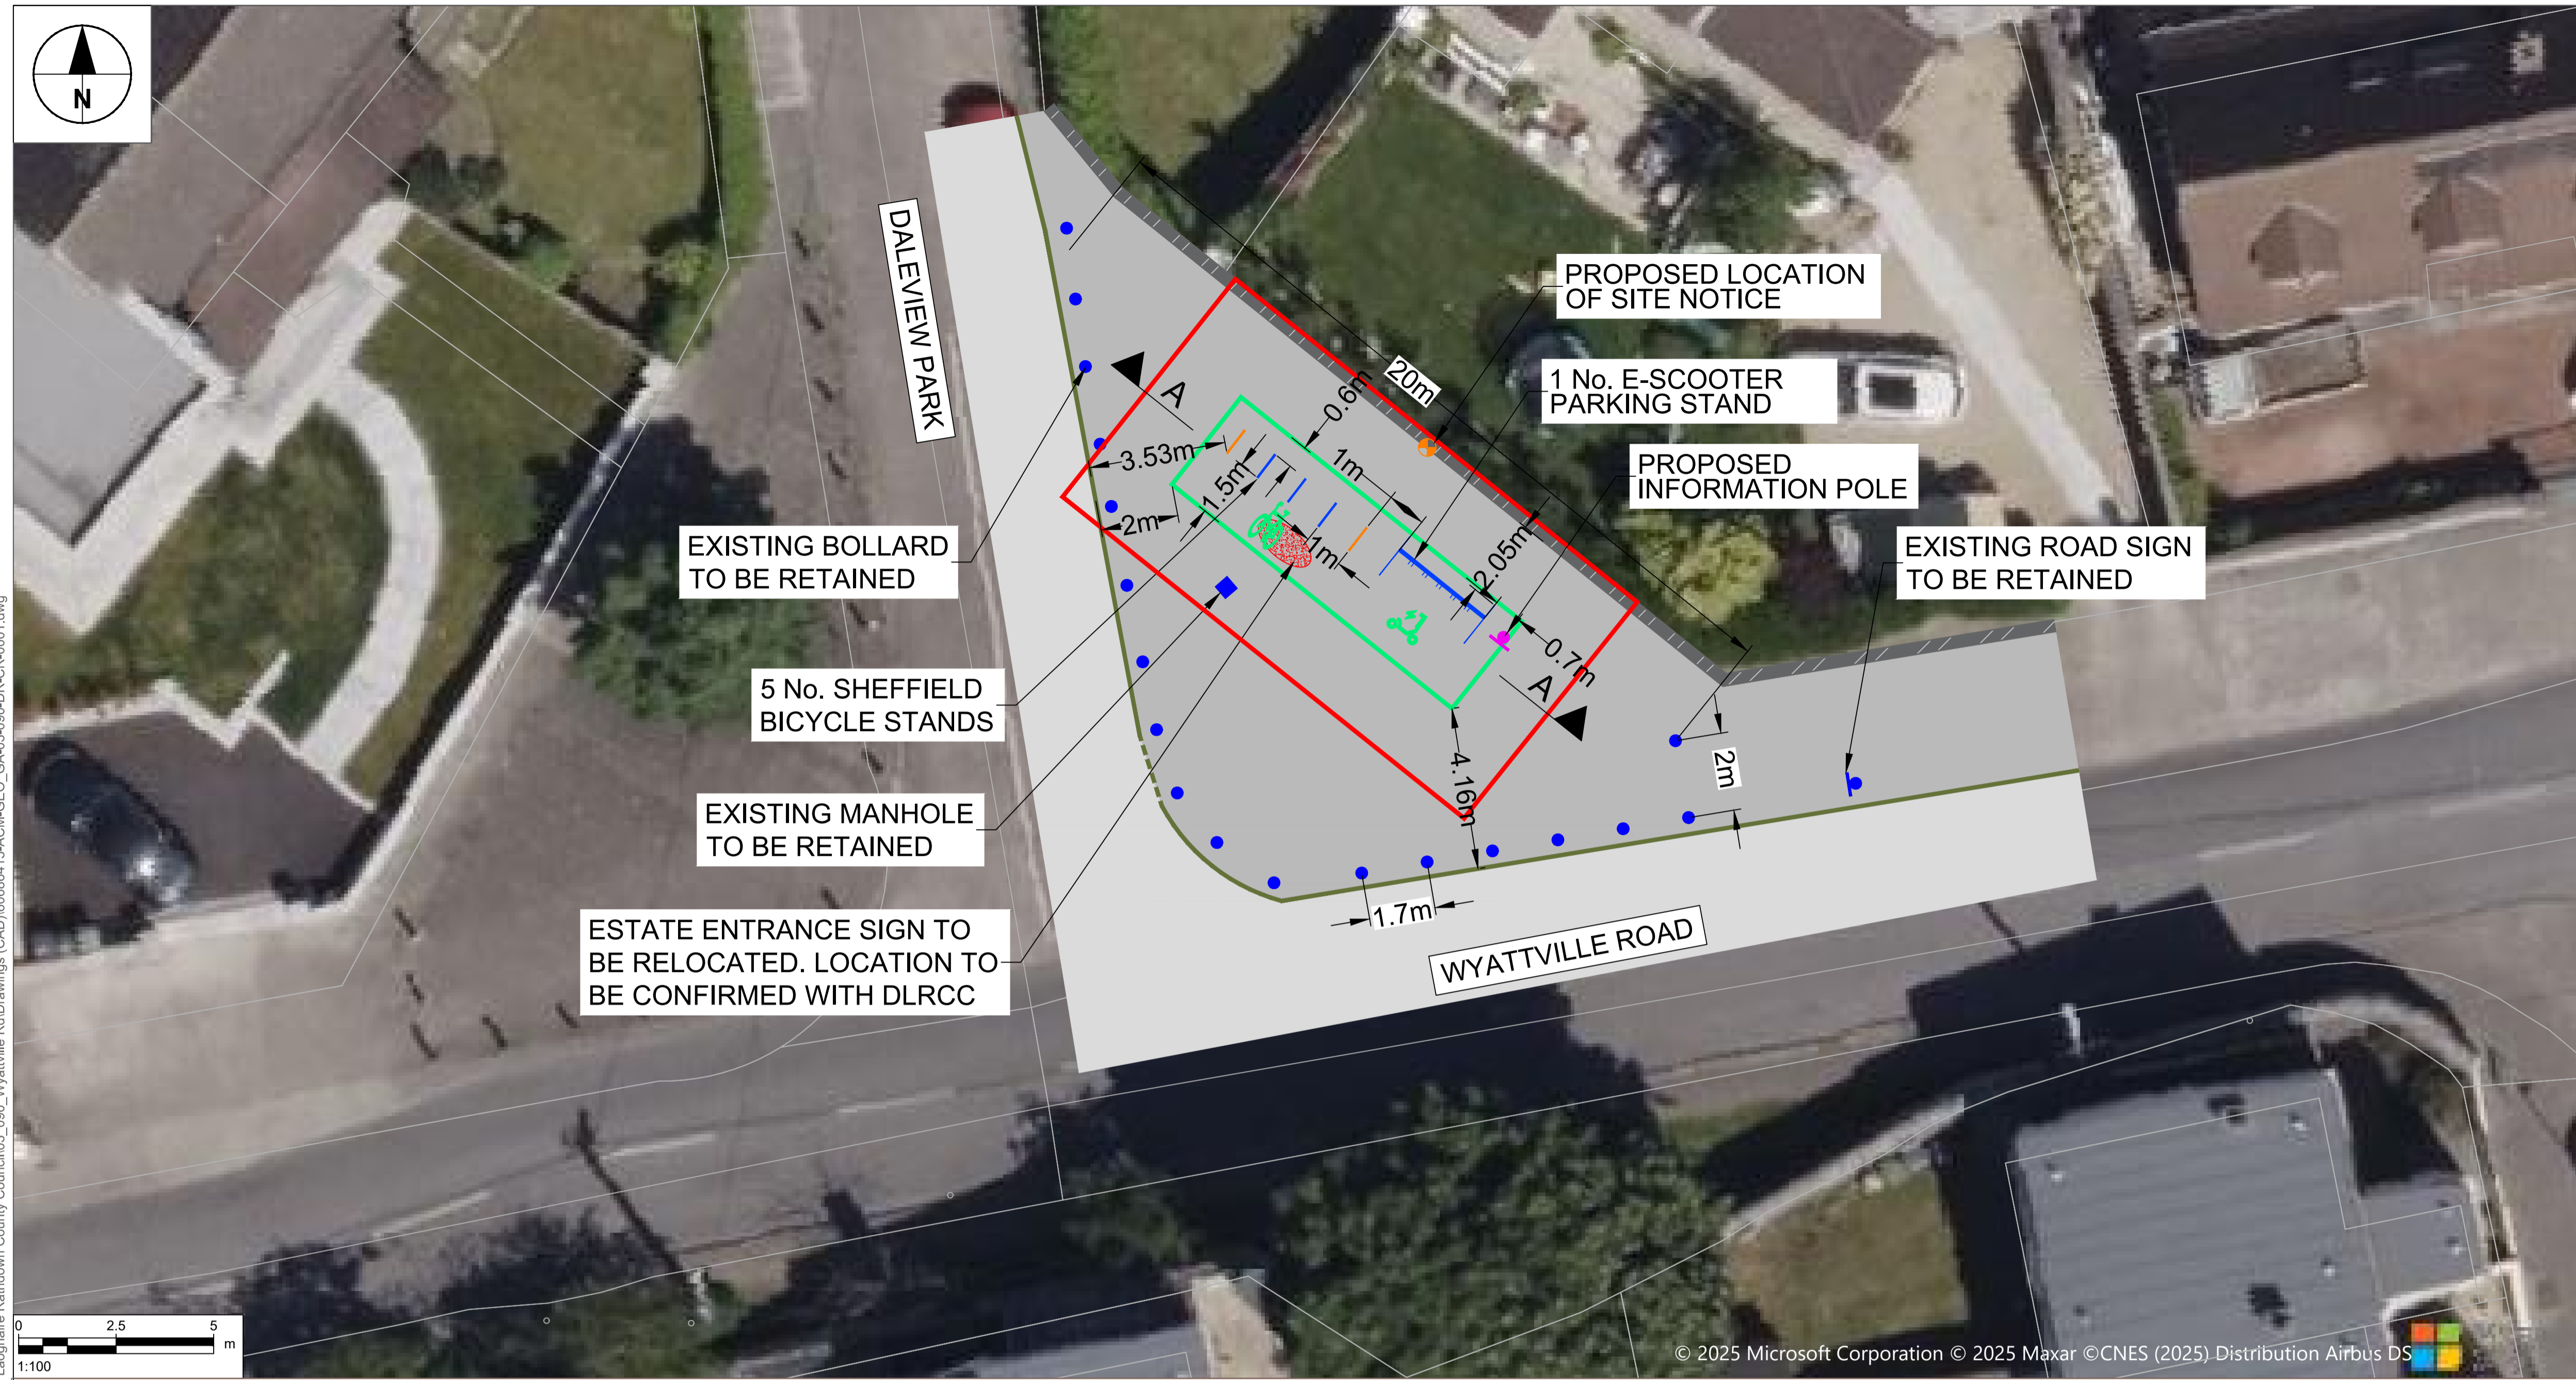 N
DALEVIEW PARK
PROPOSED LOCATION
OF SITE NOTICE
1 No. E-SCOOTER
PARKING STAND
PROPOSED
INFORMATION POLE
EXISTING ROAD SIGN
TO BE RETAINED
20m
0.6m
A
3.53m
1.5m
1m
2m
1m
2.05m
0.7m
A
4.16m
2m
1.7m
EXISTING BOLLARD
TO BE RETAINED
5 No. SHEFFIELD
BICYCLE STANDS
EXISTING MANHOLE
TO BE RETAINED
ESTATE ENTRANCE SIGN TO
BE RELOCATED. LOCATION TO
BE CONFIRMED WITH DLRCC
WYATTVILLE ROAD
0 2.5 5
m
1:100
© 2025 Microsoft Corporation © 2025 Maxar ©CNES (2025) Distribution Airbus DS